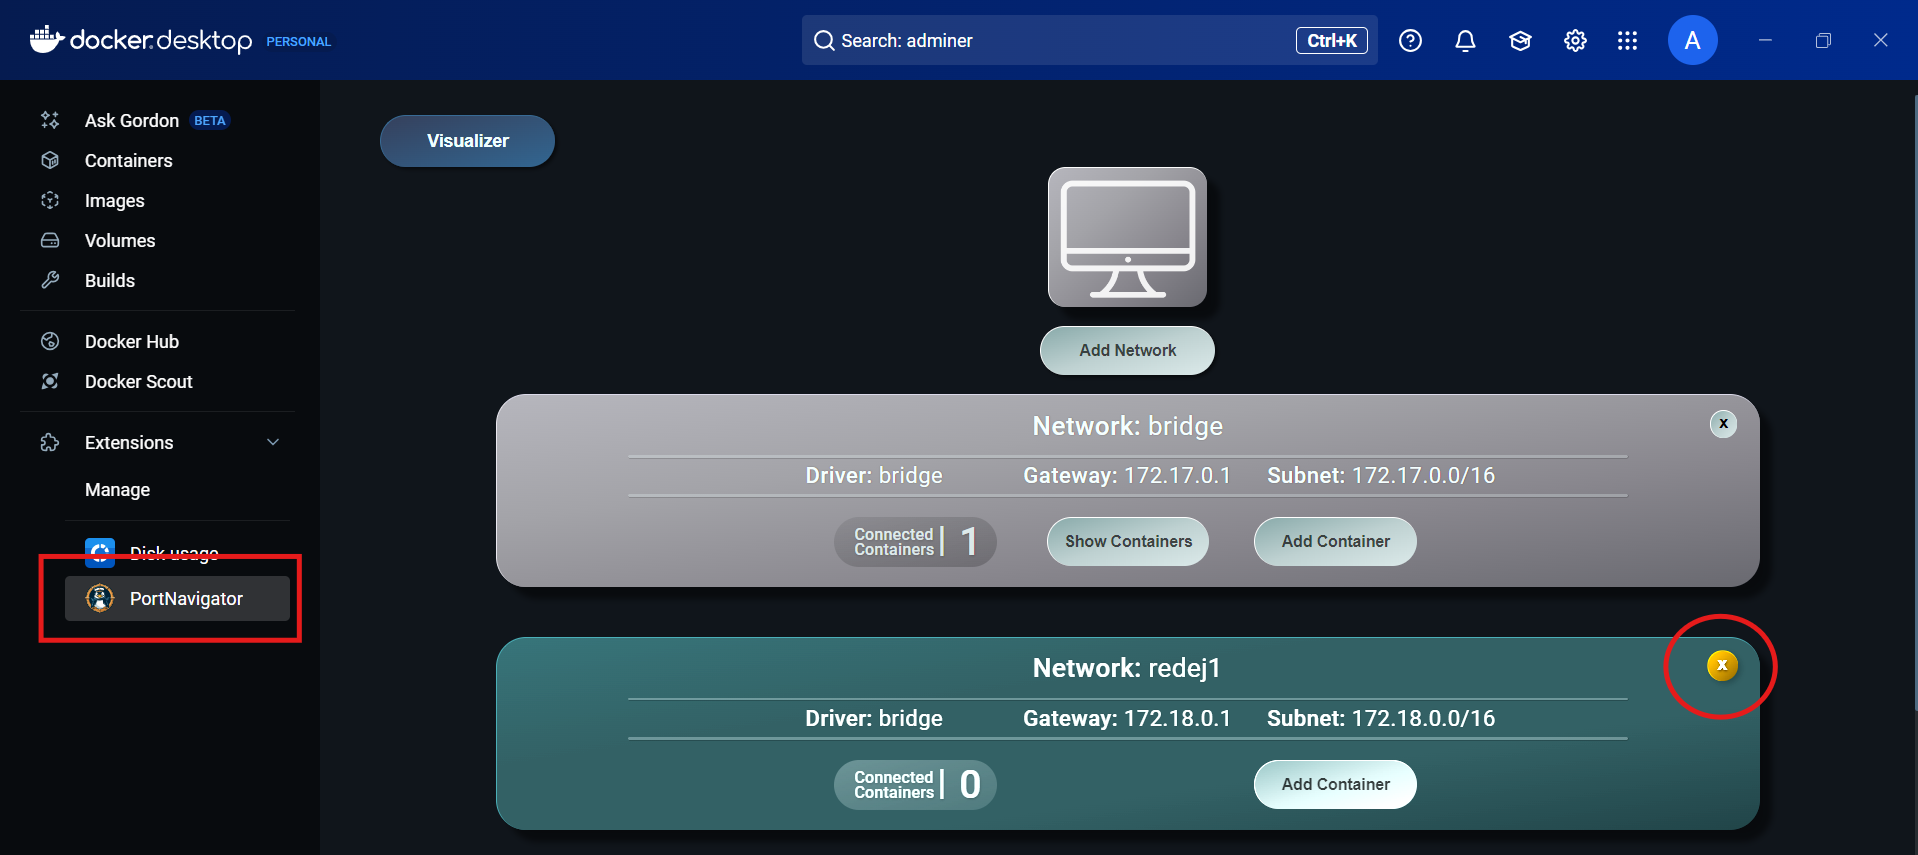 docker.desktop PERSONAL
Search: adminer
Ctrl+K
A
Ask Gordon BETA
Containers
Images
Volumes
Builds
Docker Hub
Docker Scout
Extensions
Manage
Disk usage
PortNavigator
Visualizer
Add Network
Network: bridge
x
Driver: bridge
Gateway: 172.17.0.1
Subnet: 172.17.0.0/16
Connected
Containers
1
Show Containers
Add Container
Network: redej1
x
Driver: bridge
Gateway: 172.18.0.1
Subnet: 172.18.0.0/16
Connected
Containers
0
Add Container